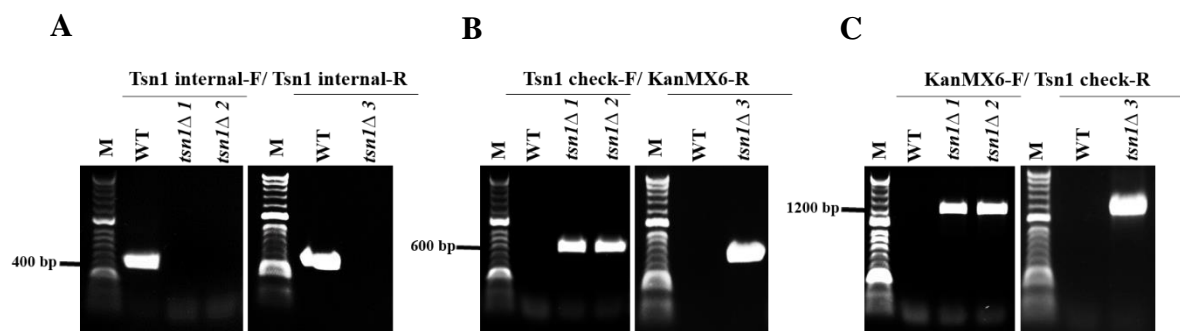 A
B
C
Tsn1 internal-F/ Tsn1 internal-R
Tsn1 check-F/ KanMX6-R
KanMX6-F/ Tsn1 check-R
M
WT
tsn1Δ 1
tsn1Δ 2
M
WT
tsn1Δ 3
M
WT
tsn1Δ 1
tsn1Δ 2
M
WT
tsn1Δ 3
M
WT
tsn1Δ 1
tsn1Δ 2
M
WT
tsn1Δ 3
400 bp
600 bp
1200 bp